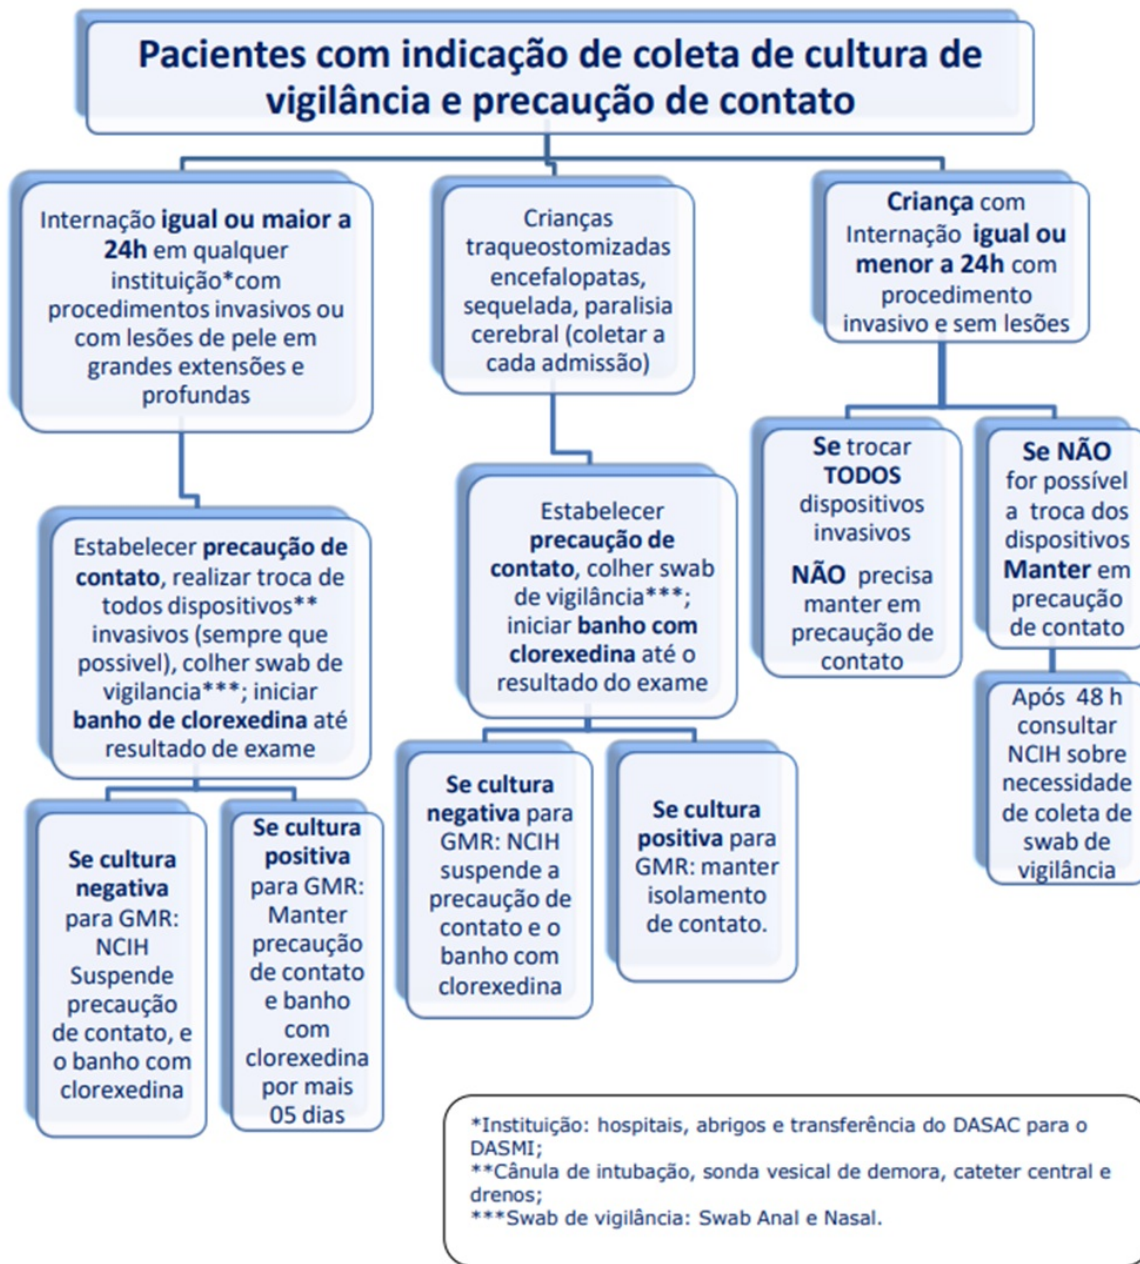 Pacientes com indicação de coleta de cultura de
vigilância e precaução de contato
Internação igual ou maior a
24h em qualquer
instituição*com
procedimentos invasivos ou
com lesões de pele em
grandes extensões e
profundas
Estabelecer precaução de
contato, realizar troca de
todos dispositivos**
invasivos (sempre que
possivel), colher swab de
vigilancia***; iniciar
banho de clorexedina até
resultado de exame
Se cultura
negativa
para GMR:
NCIH
Suspende
precaução
de contato, e
o banho com
clorexedina
Se cultura
positiva
para GMR:
Manter
precaução
de contato
e banho
com
clorexedina
por mais
05 dias
Crianças
traqueostomizadas
encefalopatas,
sequelada, paralisia
cerebral (coletar a
cada admissão)
Estabelecer
precaução de
contato, colher swab
de vigilância***;
iniciar banho com
clorexedina até o
resultado do exame
Se cultura
negativa para
GMR: NCIH
suspende a
precaução de
contato e o
banho com
clorexedina
Se cultura
positiva para
GMR: manter
isolamento
de contato.
Criança com
Internação igual ou
menor a 24h com
procedimento
invasivo e sem lesões
Se trocar
TODOS
dispositivos
invasivos
NÃO precisa
manter em
precaução de
contato
Se NÃO
for possível
a troca dos
dispositivos
Manter em
precaução
de contato
Após 48 h
consultar
NCIH sobre
necessidade
de coleta de
swab de
vigilância
*Instituição: hospitais, abrigos e transferência do DASAC para o
DASMI;
**Cânula de intubação, sonda vesical de demora, cateter central e
drenos;
***Swab de vigilância: Swab Anal e Nasal.